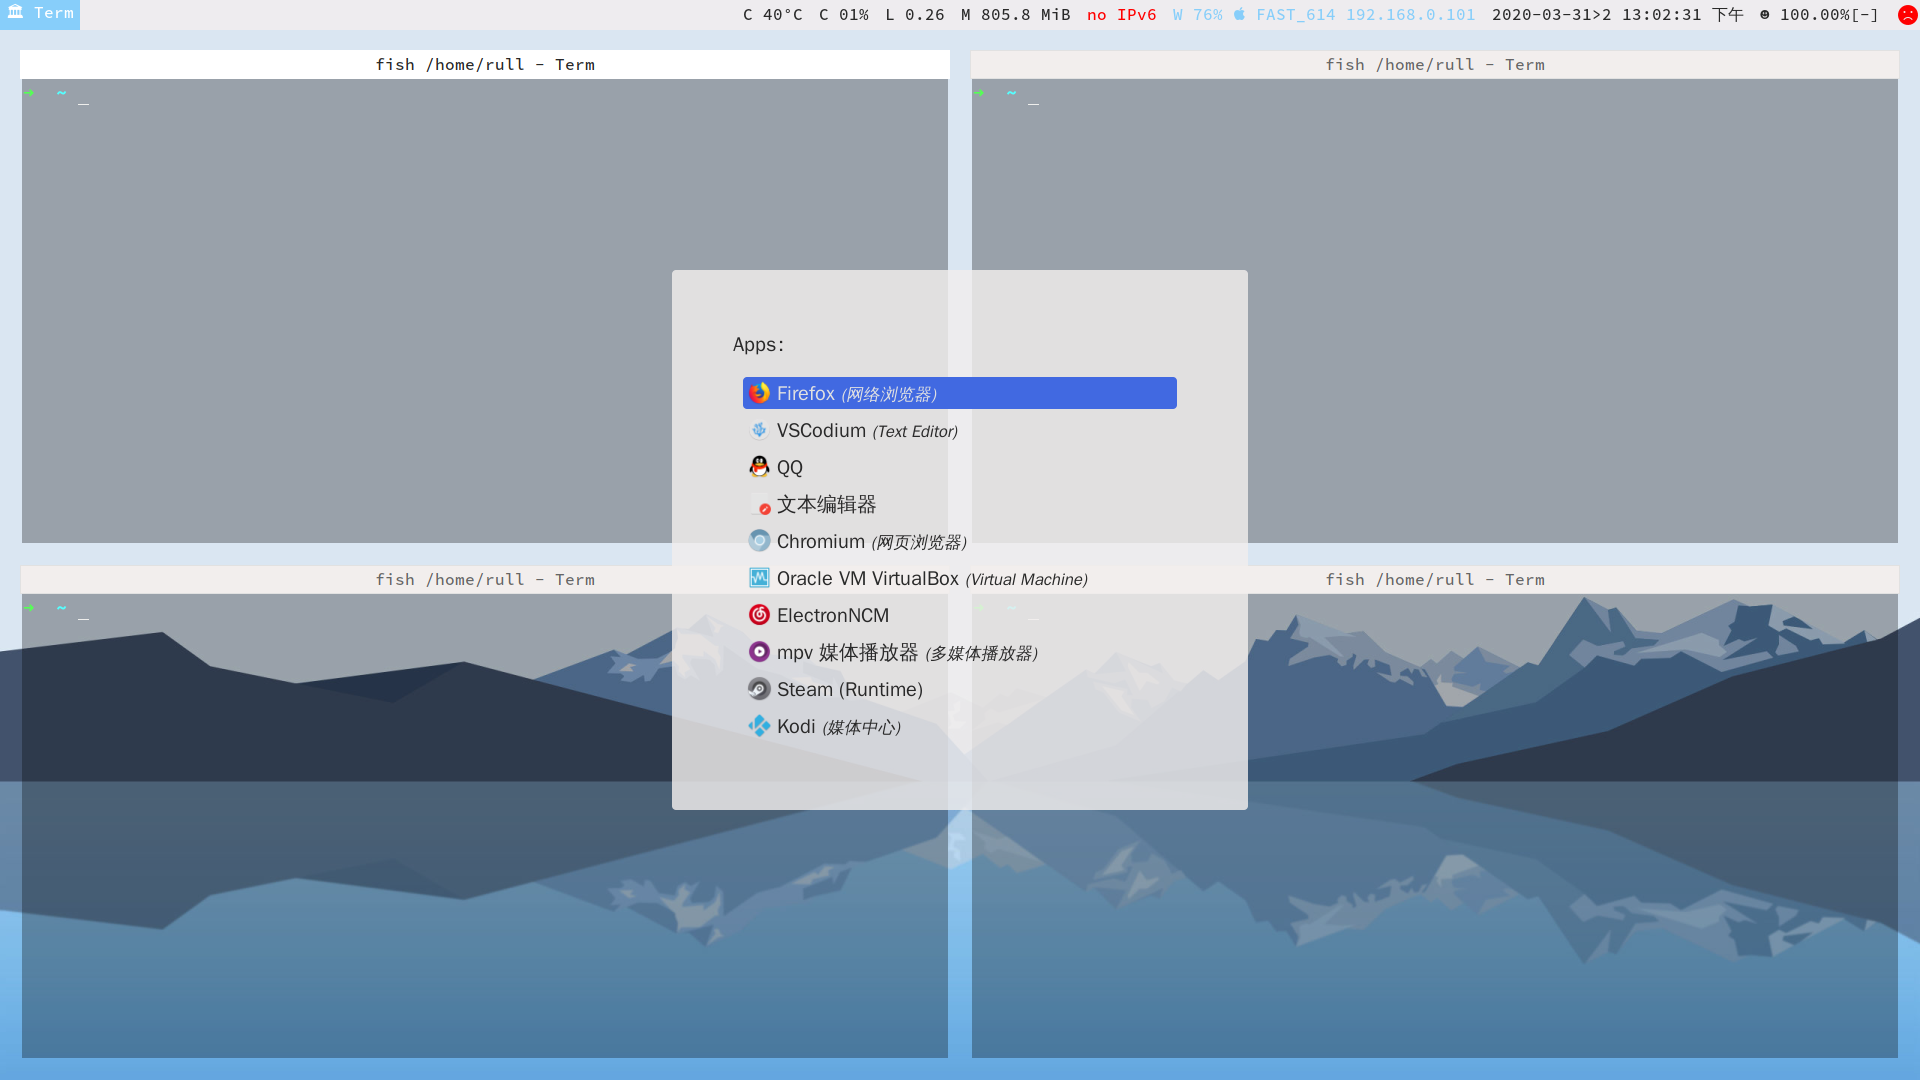 Term
C 40°C C 01% L 0.26 M 805.8 MiB no IPv6 W 76% FAST_614 192.168.0.101 2020-03-31>2 13:02:31 下午 ☻ 100.00%[-]
fish /home/rull - Term
➜ ~ _
fish /home/rull - Term
➜ ~ _
Apps:
Firefox (网络浏览器)
VSCodium (Text Editor)
QQ
文本编辑器
Chromium (网页浏览器)
Oracle VM VirtualBox (Virtual Machine)
ElectronNCM
mpv 媒体播放器 (多媒体播放器)
Steam (Runtime)
Kodi (媒体中心)
fish /home/rull - Term
➜ ~ _
fish /home/rull - Term
➜ ~ _